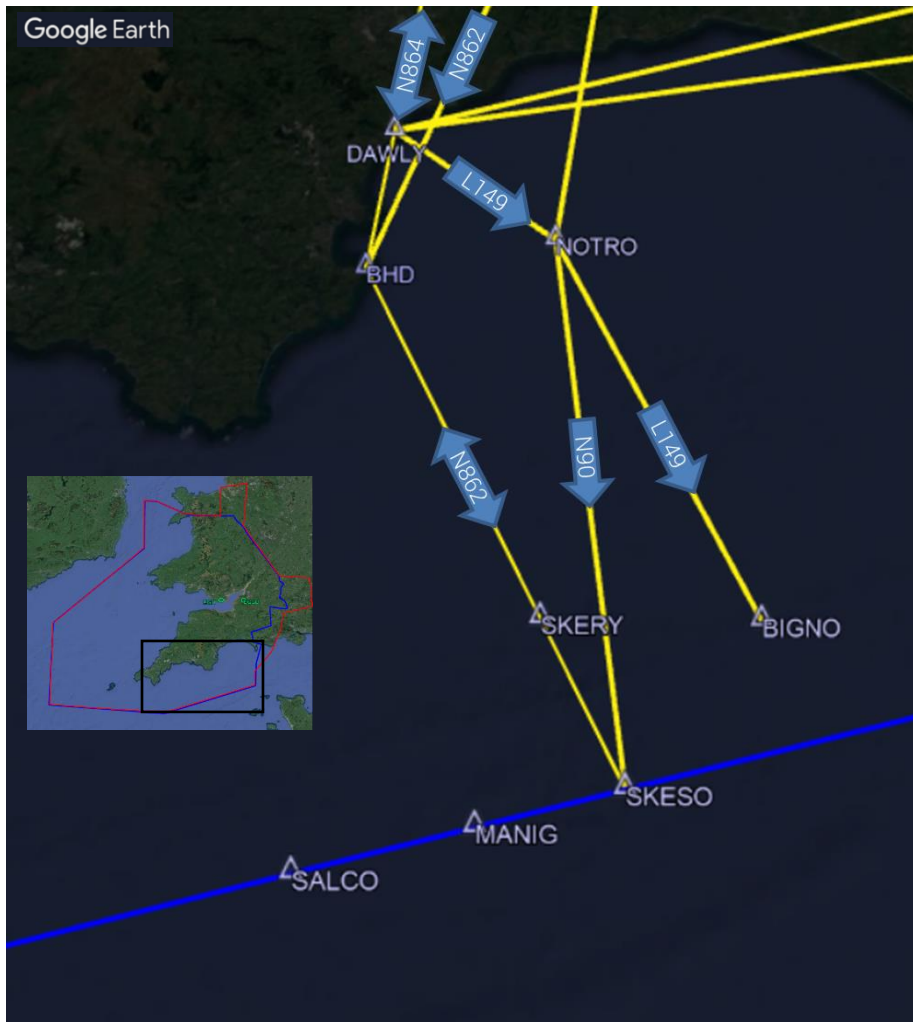 Google Earth
N864
N862
DAWLY
L149
NOTRO
BHD
N862
N90
L149
SKERY
BIGNO
SKESO
MANIG
SALCO